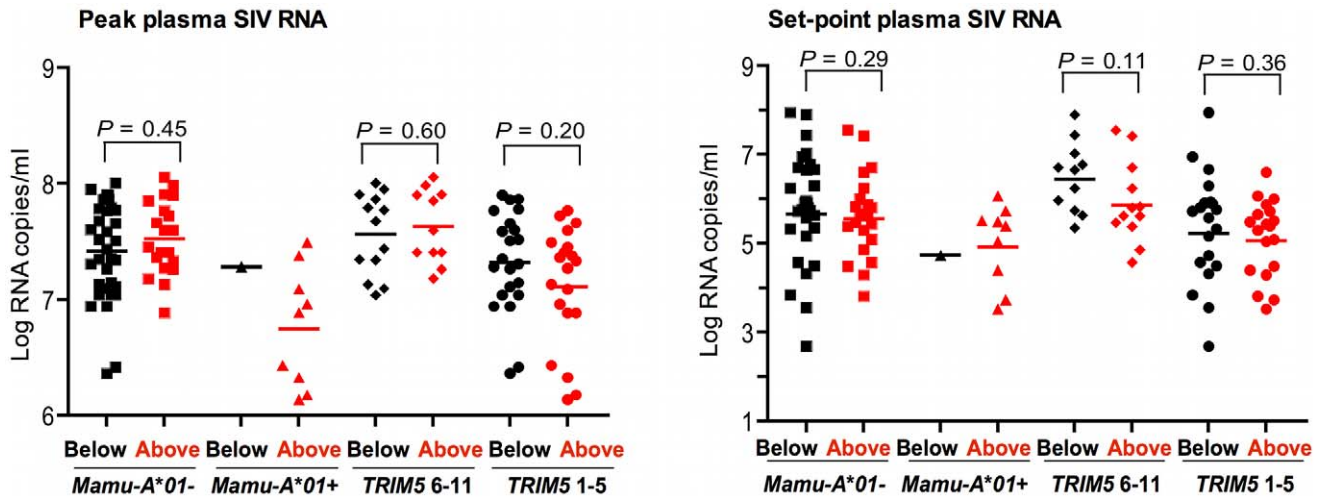 Peak plasma SIV RNA
Log RNA copies/ml
9
8
7
6
P = 0.45
P = 0.60
P = 0.20
Below Above Below Above Below Above Below Above
Mamu-A*01- Mamu-A*01+ TRIM5 6-11 TRIM5 1-5
Set-point plasma SIV RNA
Log RNA copies/ml
9
7
5
3
1
P = 0.29
P = 0.11
P = 0.36
Below Above Below Above Below Above Below Above
Mamu-A*01- Mamu-A*01+ TRIM5 6-11 TRIM5 1-5